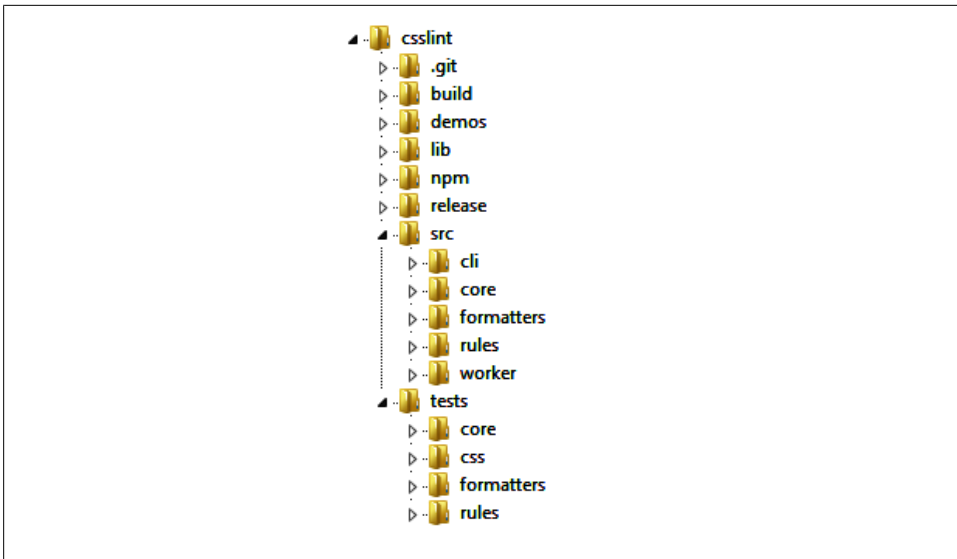 csslint
.git
build
demos
lib
npm
release
src
cli
core
formatters
rules
worker
tests
core
css
formatters
rules